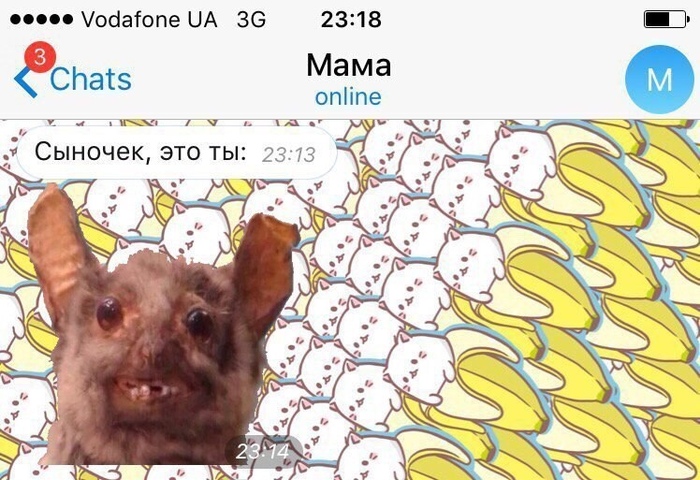 Vodafone UA 3G 23:18
3
Chats
Мама
online
M
Сыночек, это ты: 23:13
23:14